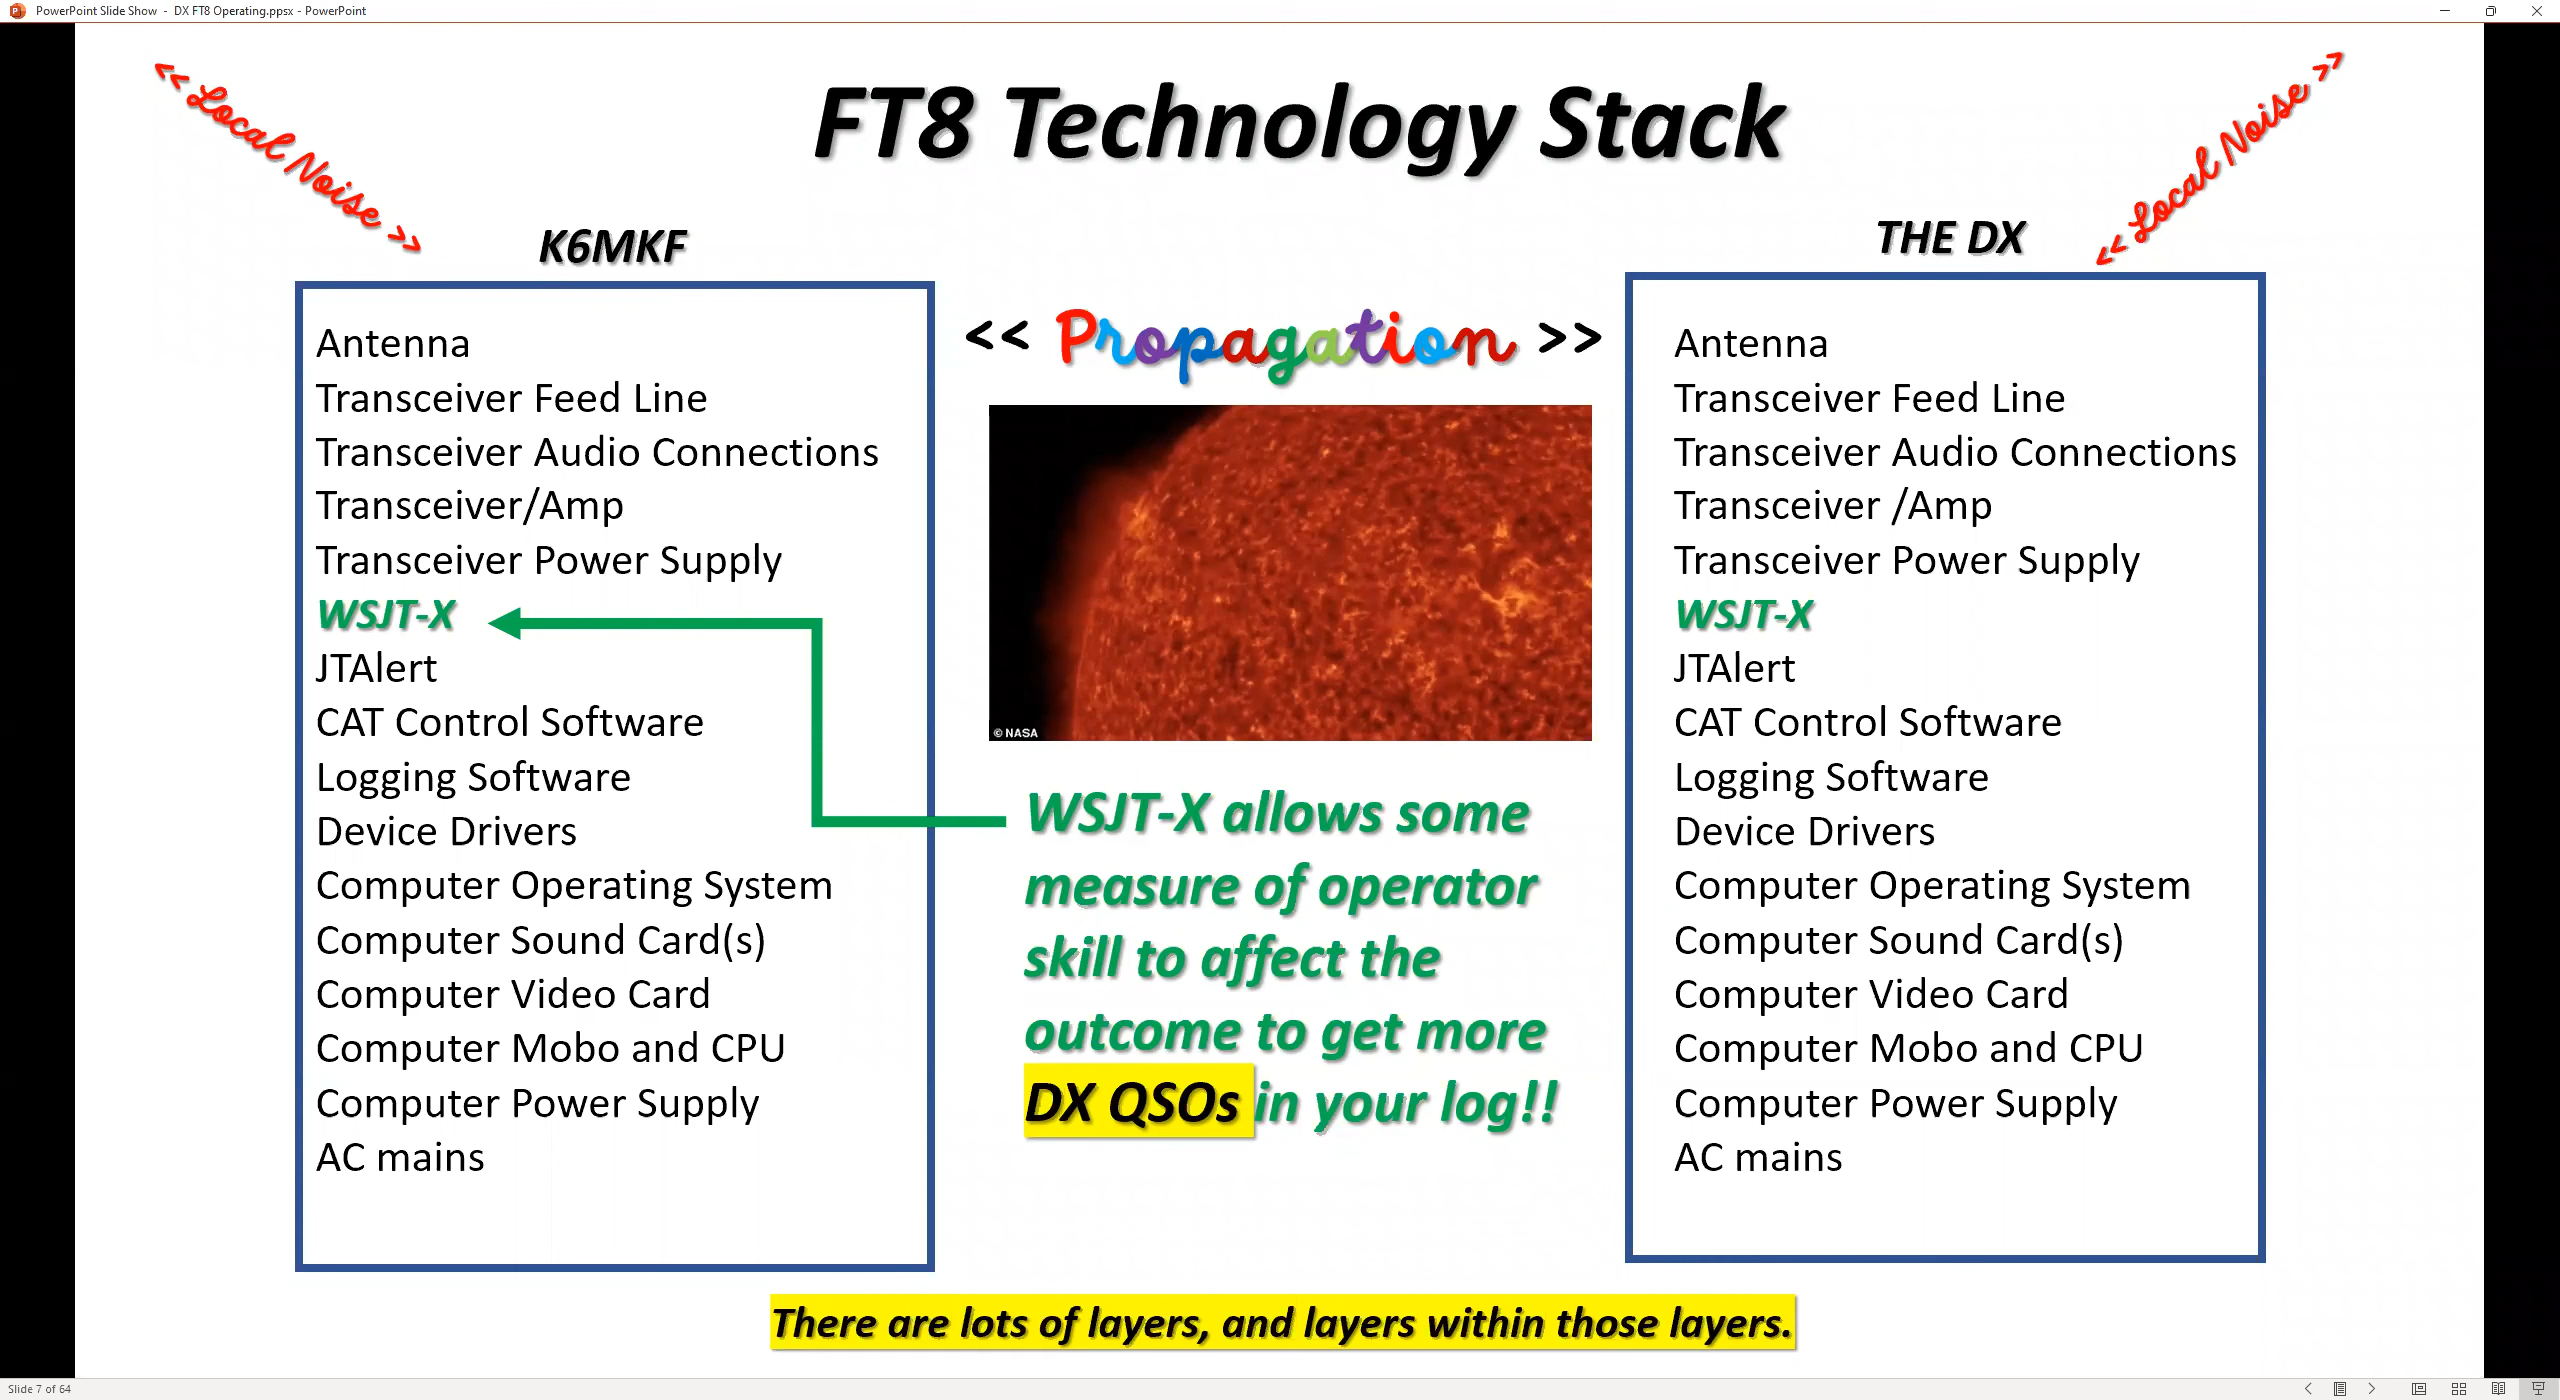 PowerPoint Slide Show - DX FT8 Operating.ppsx - PowerPoint
FT8 Technology Stack
<< Local Noise >>
<< Local Noise >>
K6MKF
Antenna
Transceiver Feed Line
Transceiver Audio Connections
Transceiver/Amp
Transceiver Power Supply
WSJT-X
JTAlert
CAT Control Software
Logging Software
Device Drivers
Computer Operating System
Computer Sound Card(s)
Computer Video Card
Computer Mobo and CPU
Computer Power Supply
AC mains
<< Propagation >>
© NASA
WSJT-X allows some
measure of operator
skill to affect the
outcome to get more
DX QSOs in your log!!
THE DX
Antenna
Transceiver Feed Line
Transceiver Audio Connections
Transceiver /Amp
Transceiver Power Supply
WSJT-X
JTAlert
CAT Control Software
Logging Software
Device Drivers
Computer Operating System
Computer Sound Card(s)
Computer Video Card
Computer Mobo and CPU
Computer Power Supply
AC mains
There are lots of layers, and layers within those layers.
Slide 7 of 64